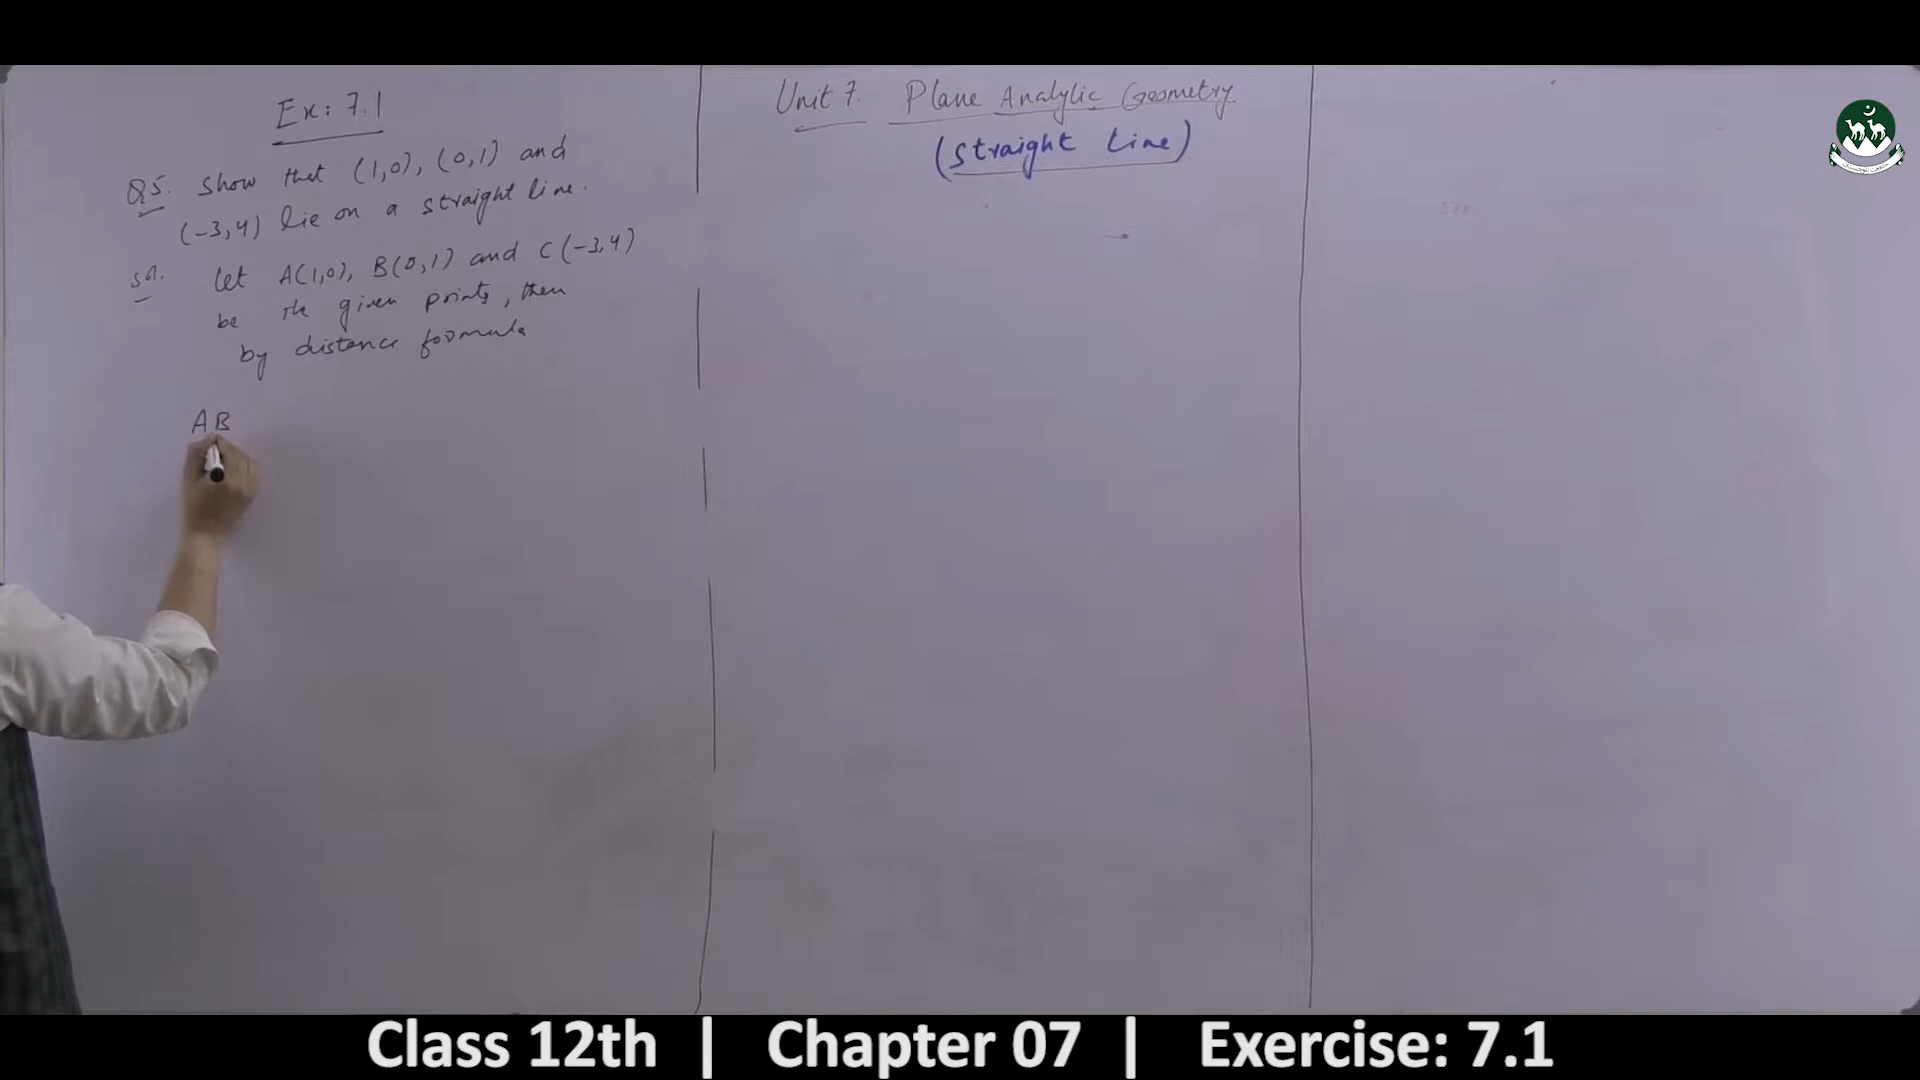 Ex: 7.1
Q5. Show that (1,0), (0,1) and
(-3,4) lie on a straight line.
Sol. Let A(1,0), B(0,1) and C(-3,4)
be the given points, then
by distance formula
AB
Unit 7. Plane Analytic Geometry
(straight line)
Class 12th | Chapter 07 | Exercise: 7.1